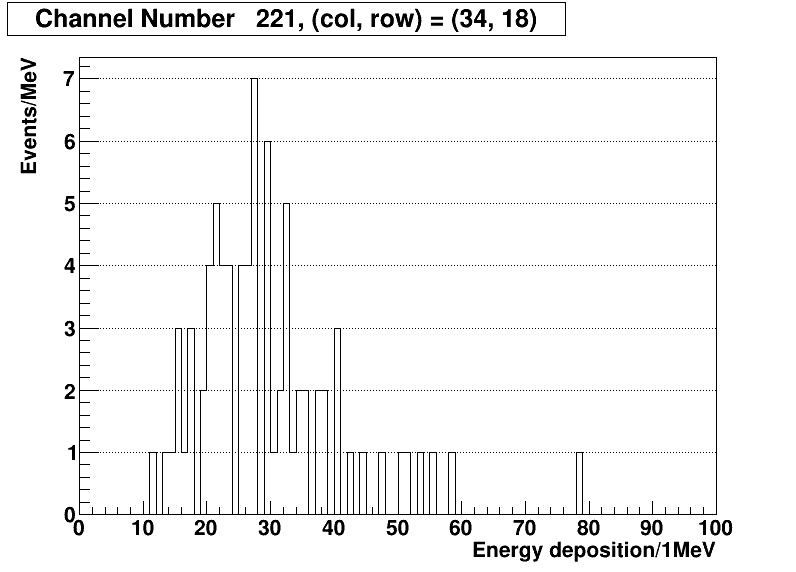 Channel Number 221, (col, row) = (34, 18)
Events/MeV
7
6
5
4
3
2
1
0
0 10 20 30 40 50 60 70 80 90 100
Energy deposition/1MeV